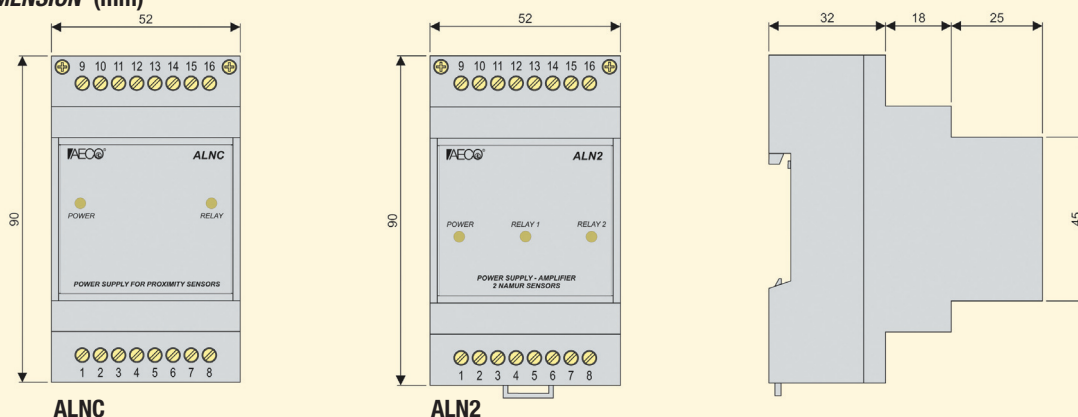 DIMENSION (mm)
52
9 10 11 12 13 14 15 16
AECO®
ALNC
POWER
RELAY
POWER SUPPLY FOR PROXIMITY SENSORS
1 2 3 4 5 6 7 8
90
ALNC
52
9 10 11 12 13 14 15 16
AECO®
ALN2
POWER RELAY 1 RELAY 2
POWER SUPPLY - AMPLIFIER
2 NAMUR SENSORS
1 2 3 4 5 6 7 8
90
ALN2
32 18 25
45